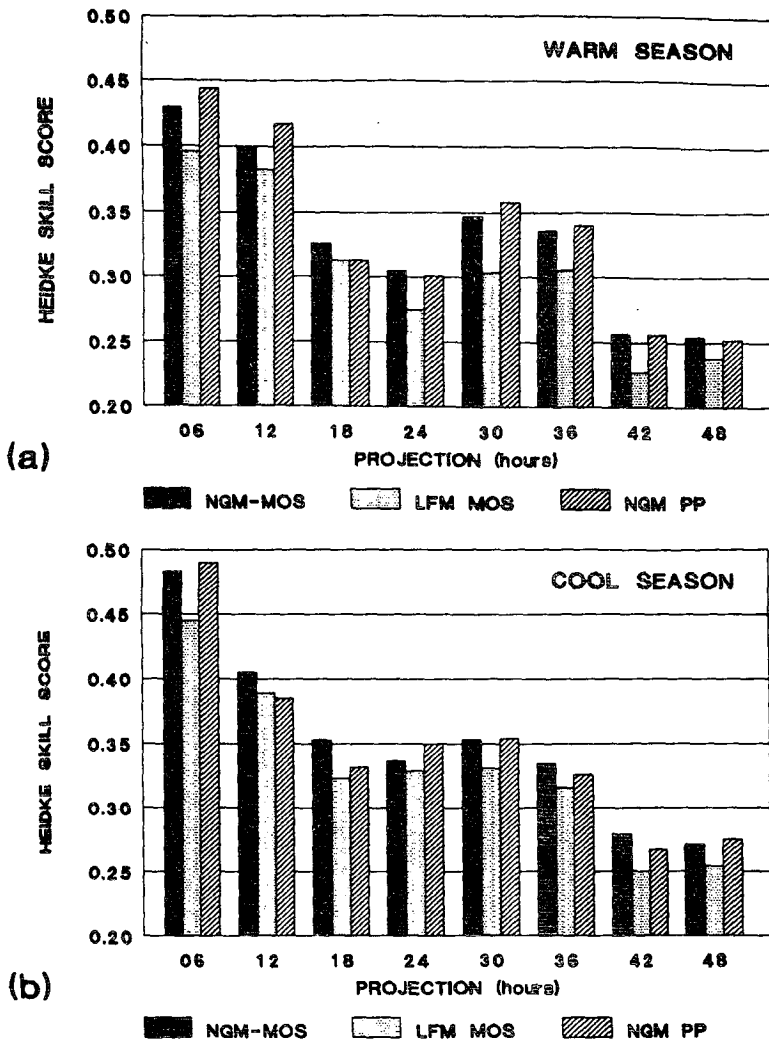 0.50
WARM SEASON
0.45
0.40
0.35
0.30
0.25
0.20
HEIDKE SKILL SCORE
06 12 18 24 30 36 42 48
PROJECTION (hours)
(a)
NGM-MOS LFM MOS NGM PP
0.50
COOL SEASON
0.45
0.40
0.35
0.30
0.25
0.20
HEIDKE SKILL SCORE
06 12 18 24 30 36 42 48
PROJECTION (hours)
(b)
NGM-MOS LFM MOS NGM PP